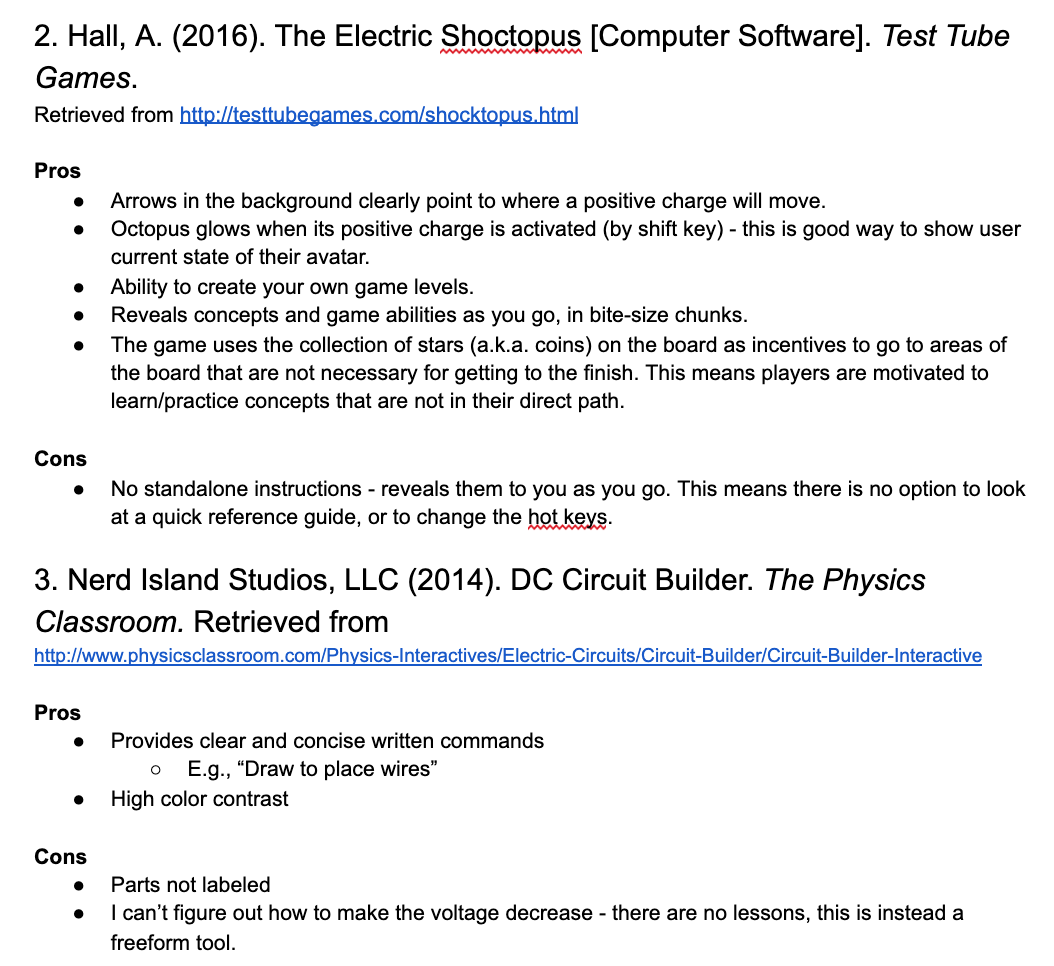 2. Hall, A. (2016). The Electric Shoctopus [Computer Software]. Test Tube
Games.
Retrieved from http://testtubegames.com/shocktopus.html
Pros
● Arrows in the background clearly point to where a positive charge will move.
● Octopus glows when its positive charge is activated (by shift key) - this is good way to show user
current state of their avatar.
● Ability to create your own game levels.
● Reveals concepts and game abilities as you go, in bite-size chunks.
● The game uses the collection of stars (a.k.a. coins) on the board as incentives to go to areas of
the board that are not necessary for getting to the finish. This means players are motivated to
learn/practice concepts that are not in their direct path.
Cons
● No standalone instructions - reveals them to you as you go. This means there is no option to look
at a quick reference guide, or to change the hot keys.
3. Nerd Island Studios, LLC (2014). DC Circuit Builder. The Physics
Classroom. Retrieved from
http://www.physicsclassroom.com/Physics-Interactives/Electric-Circuits/Circuit-Builder/Circuit-Builder-Interactive
Pros
● Provides clear and concise written commands
○ E.g., “Draw to place wires”
● High color contrast
Cons
● Parts not labeled
● I can’t figure out how to make the voltage decrease - there are no lessons, this is instead a
freeform tool.